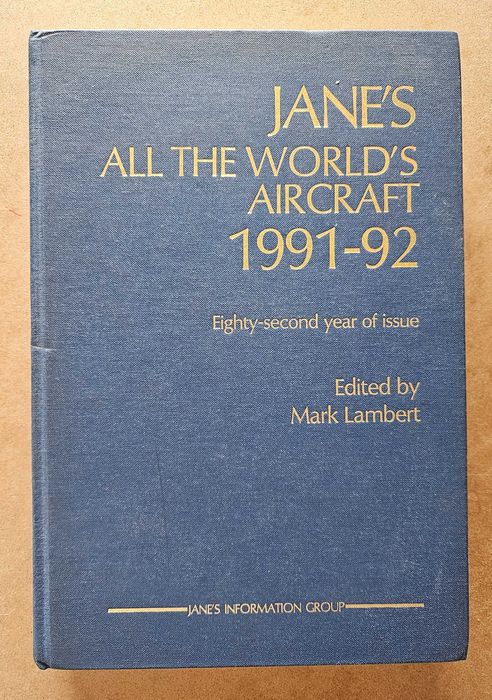 JANE'S
ALL THE WORLD'S
AIRCRAFT
1991-92
Eighty-second year of issue
Edited by
Mark Lambert
JANE'S INFORMATION GROUP